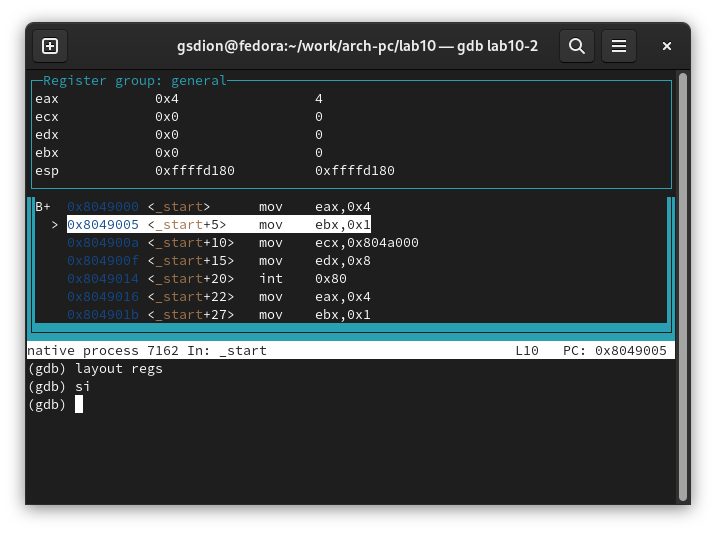 gsdion@fedora:~/work/arch-pc/lab10 — gdb lab10-2
Register group: general
eax 0x4 4
ecx 0x0 0
edx 0x0 0
ebx 0x0 0
esp 0xffffd180 0xffffd180
B+ 0x8049000 <_start> mov eax,0x4
> 0x8049005 <_start+5> mov ebx,0x1
0x804900a <_start+10> mov ecx,0x804a000
0x804900f <_start+15> mov edx,0x8
0x8049014 <_start+20> int 0x80
0x8049016 <_start+22> mov eax,0x4
0x804901b <_start+27> mov ebx,0x1
native process 7162 In: _start L10 PC: 0x8049005
(gdb) layout regs
(gdb) si
(gdb)